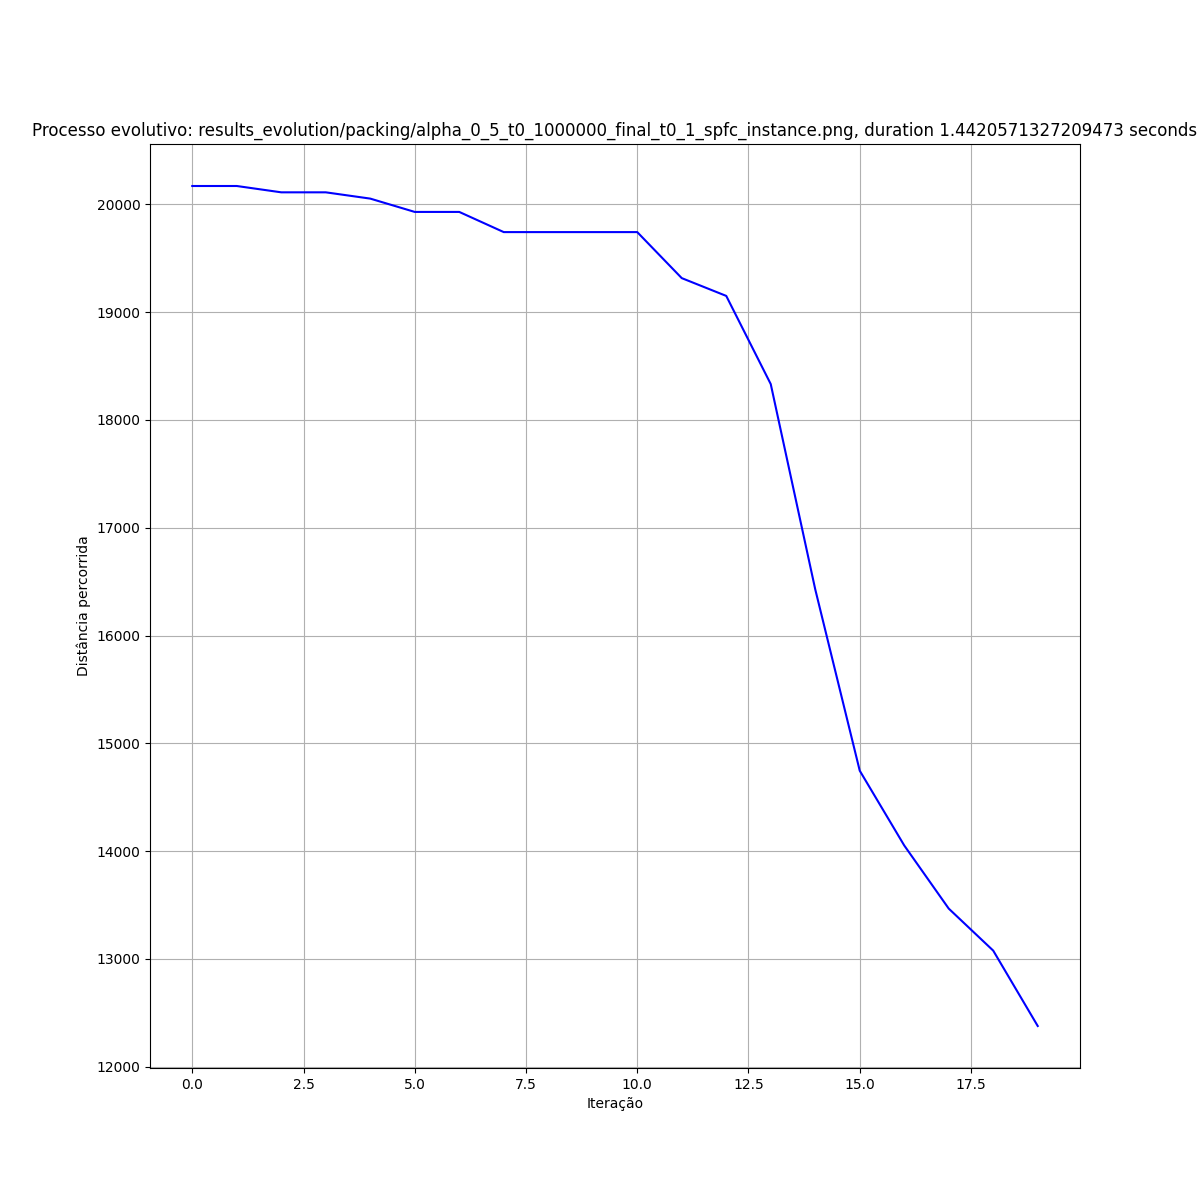 Processo evolutivo: results_evolution/packing/alpha_0_5_t0_1000000_final_t0_1_spfc_instance.png, duration 1.4420571327209473 seconds
20000
19000
18000
17000
16000
15000
14000
13000
12000
Distância percorrida
0.0 2.5 5.0 7.5 10.0 12.5 15.0 17.5
Iteração